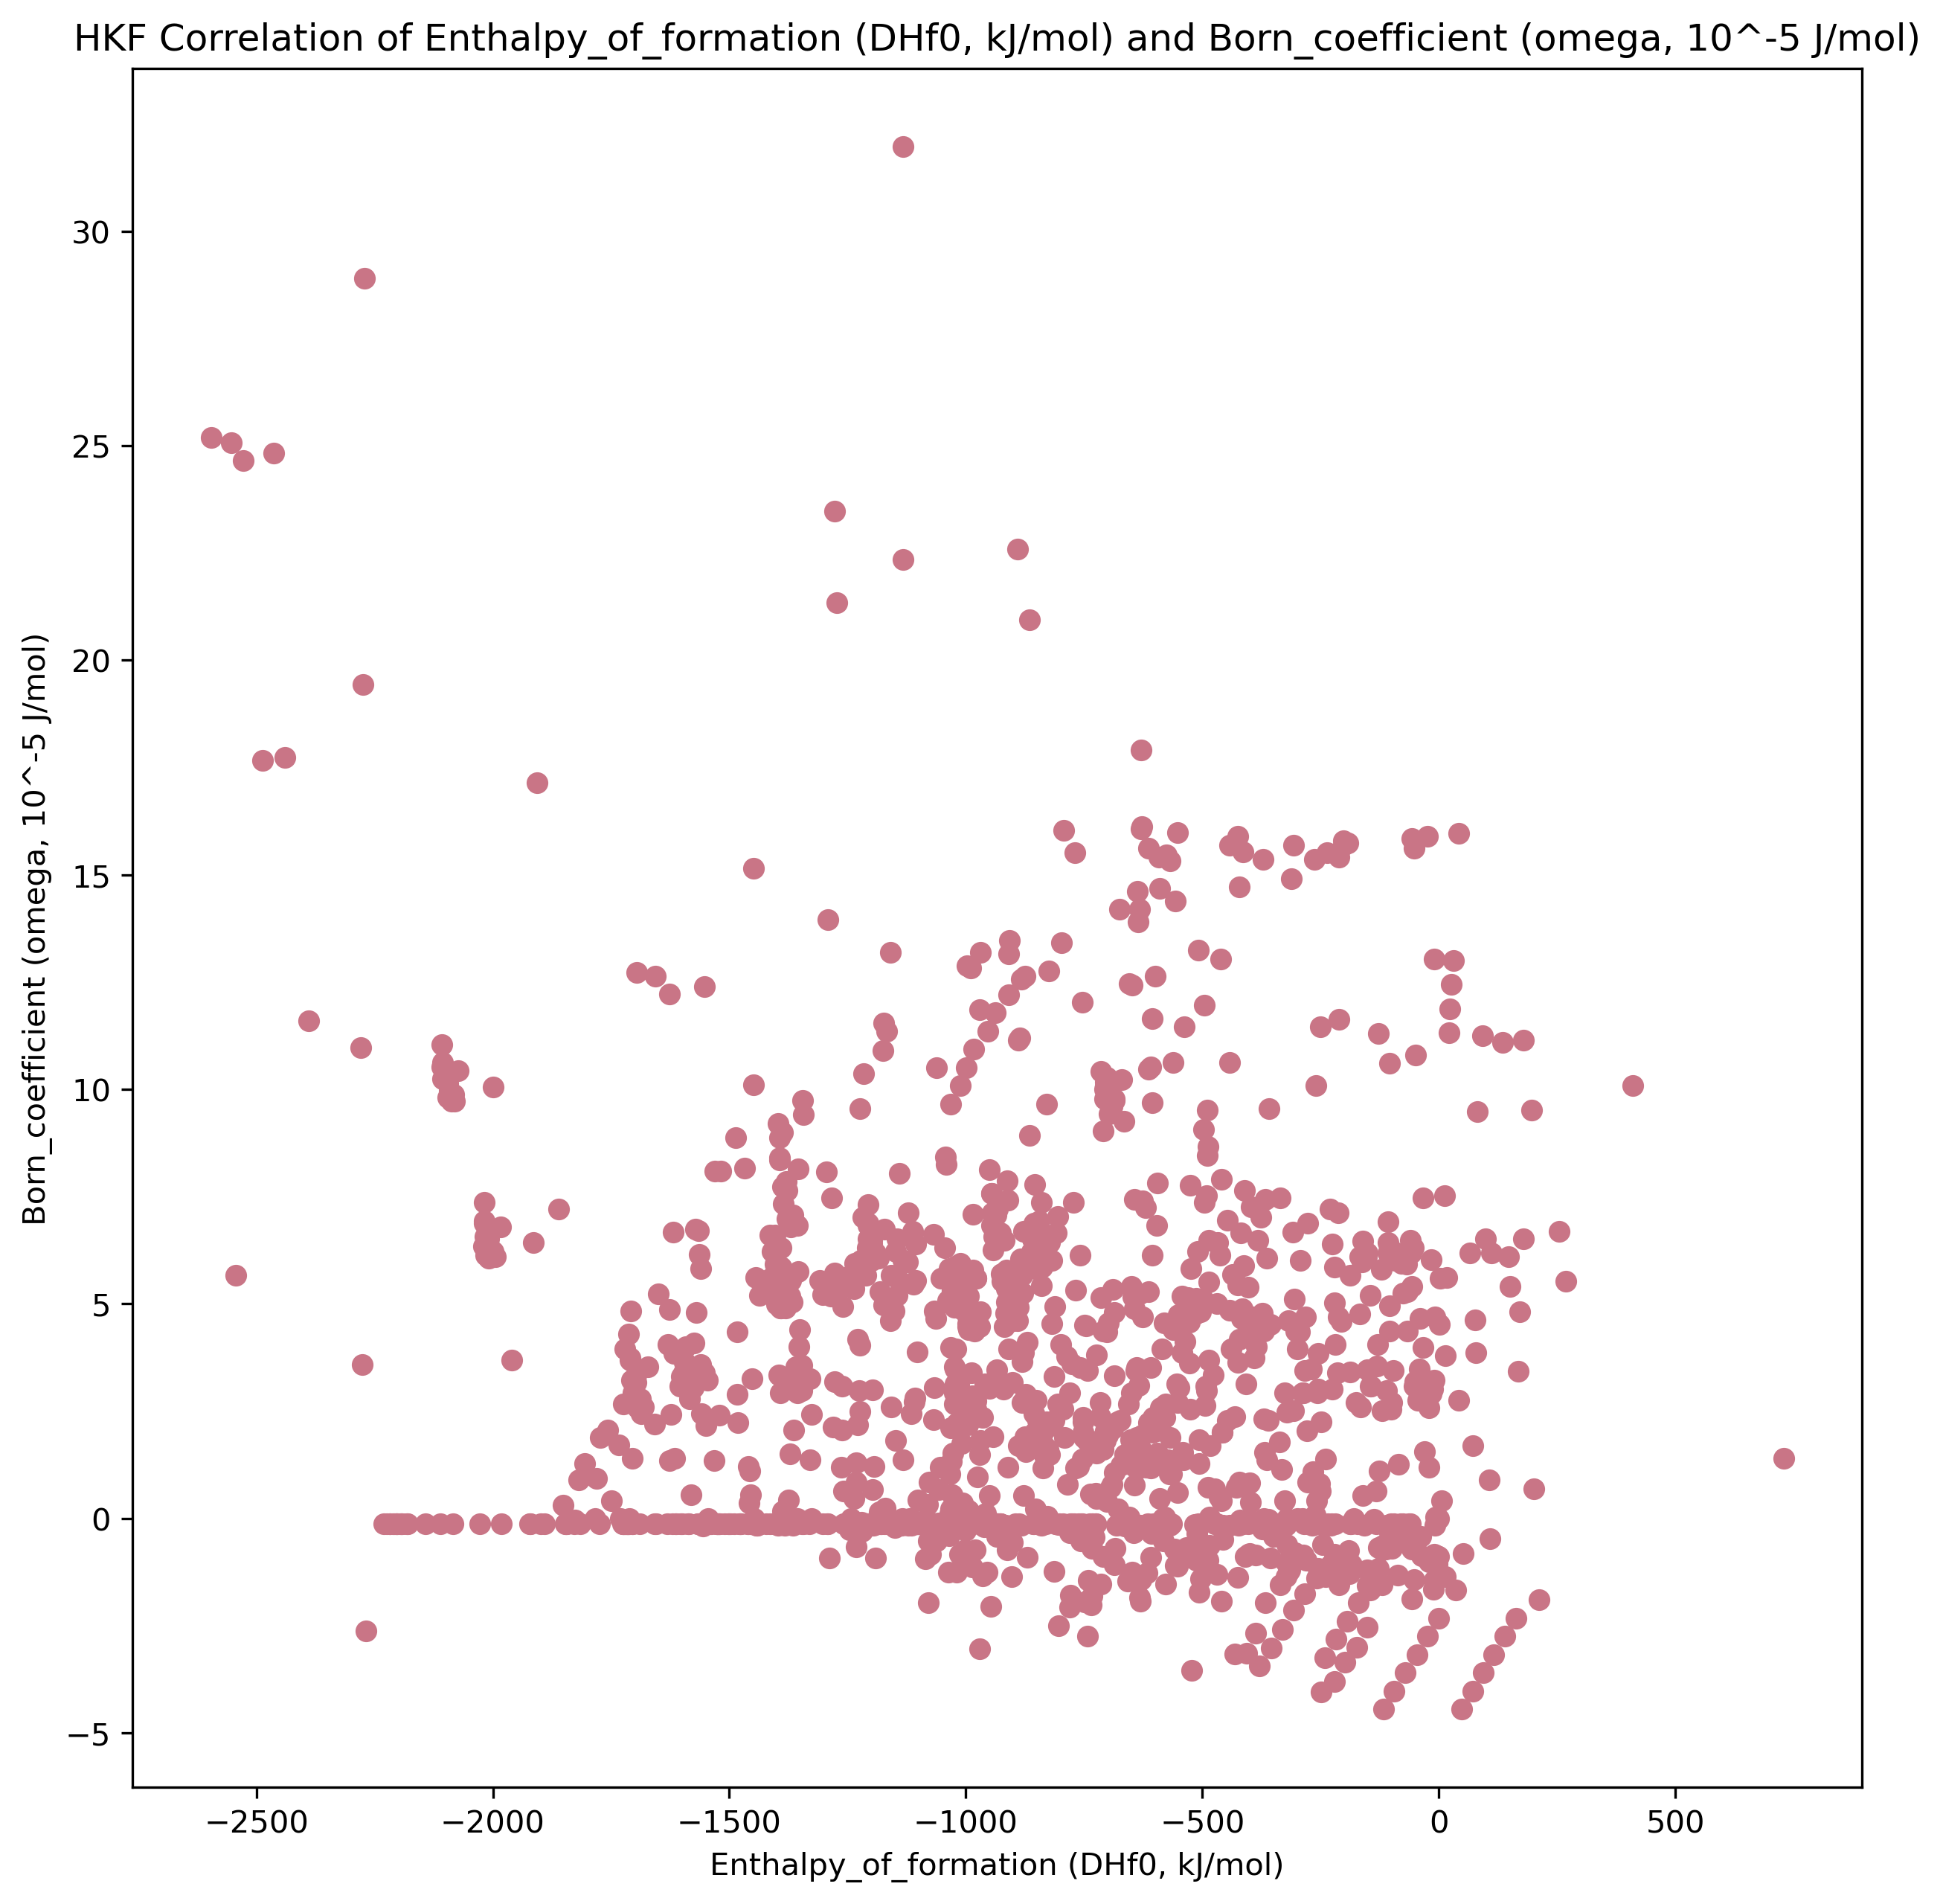 HKF Correlation of Enthalpy_of_formation (DHf0, kJ/mol) and Born_coefficient (omega, 10^-5 J/mol)
Born_coefficient (omega, 10^-5 J/mol)
30
25
20
15
10
5
0
−5
−2500 −2000 −1500 −1000 −500 0 500
Enthalpy_of_formation (DHf0, kJ/mol)